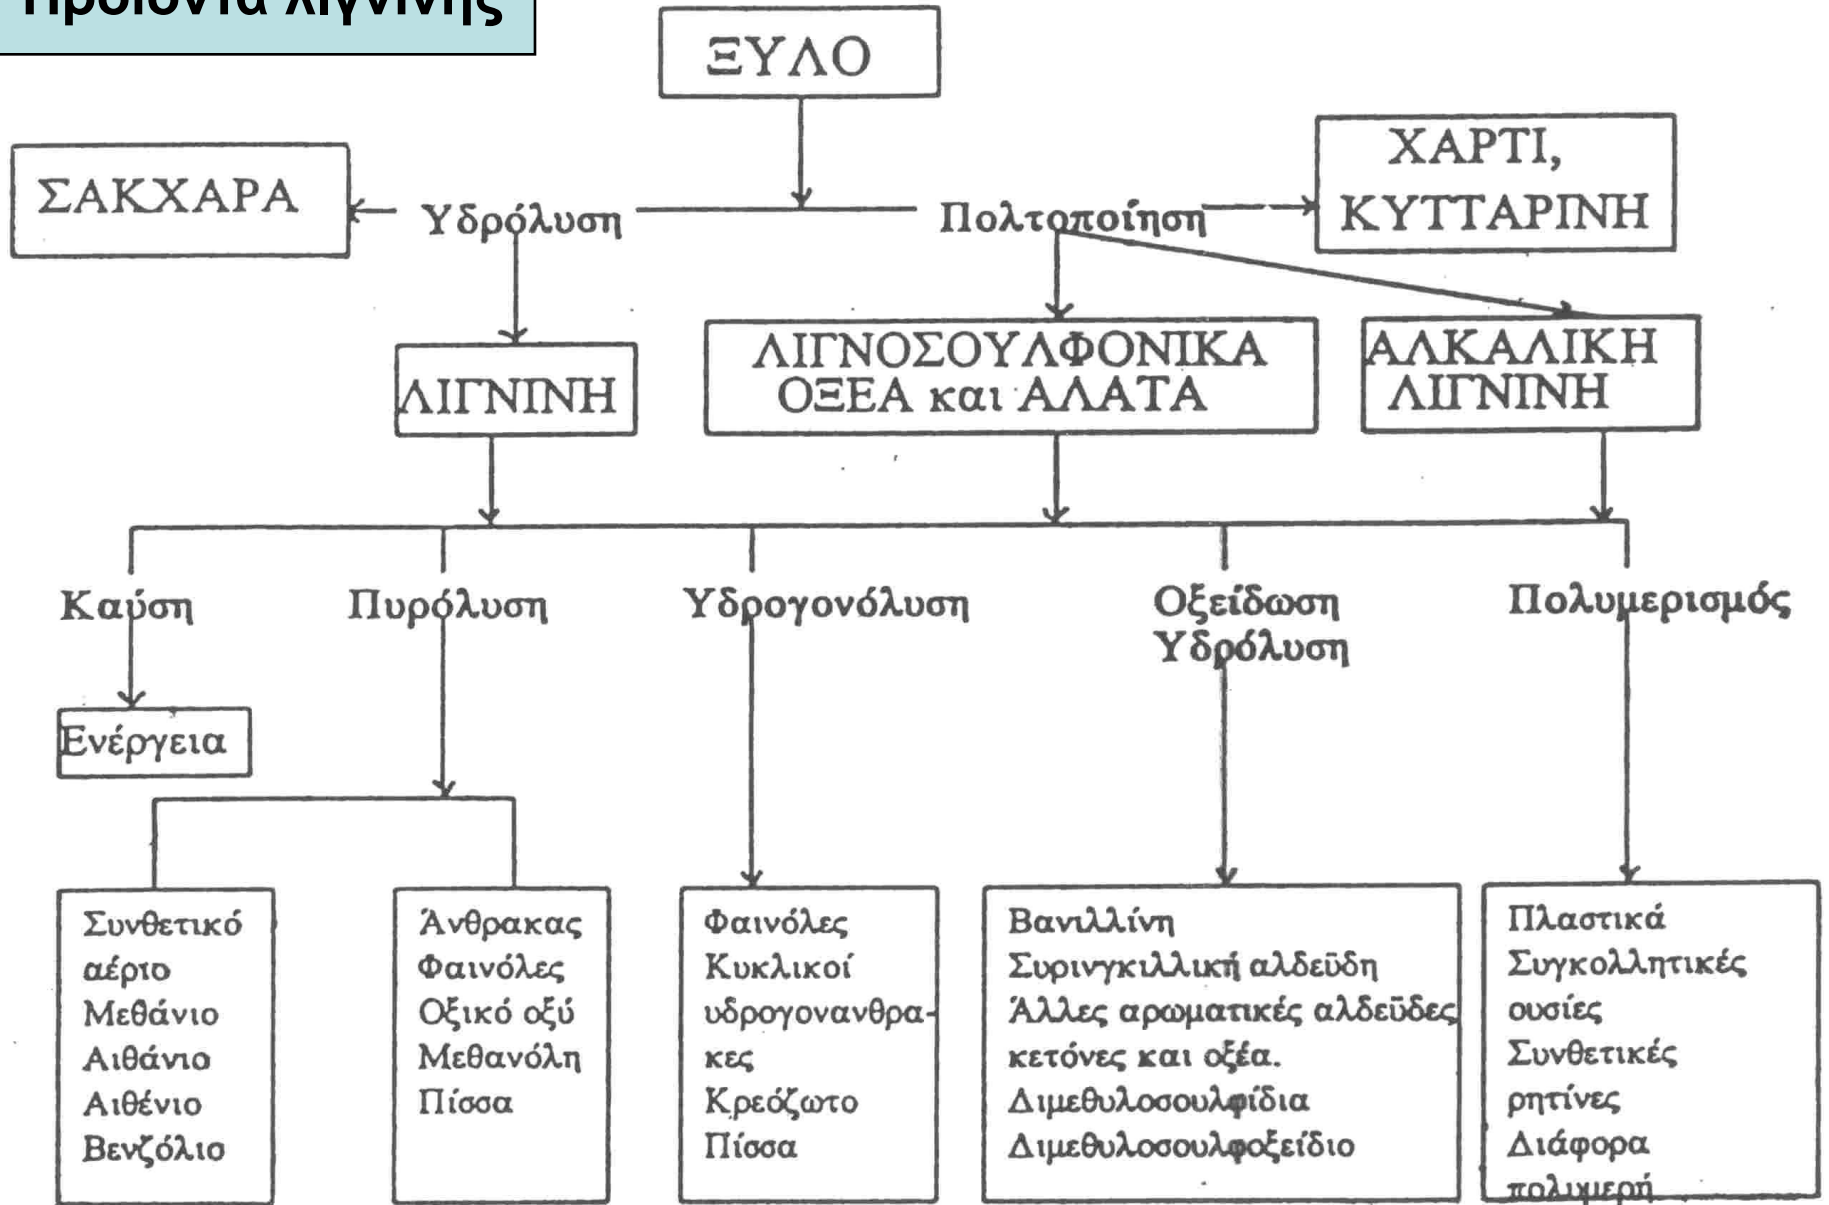 Προϊόντα λιγνίνης
ΞΥΛΟ
ΣΑΚΧΑΡΑ
Υδρόλυση
Πολτοποίηση
ΧΑΡΤΙ,
ΚΥΤΤΑΡΙΝΗ
ΛΙΓΝΙΝΗ
ΛΙΓΝΟΣΟΥΛΦΟΝΙΚΑ
ΟΞΕΑ και ΑΛΑΤΑ
ΑΛΚΑΛΙΚΗ
ΛΙΓΝΙΝΗ
Καύση
Πυρόλυση
Υδρογονόλυση
Οξείδωση
Υδρόλυση
Πολυμερισμός
Ενέργεια
Συνθετικό
αέριο
Μεθάνιο
Αιθάνιο
Αιθένιο
Βενζόλιο
Άνθρακας
Φαινόλες
Οξικό οξύ
Μεθανόλη
Πίσσα
Φαινόλες
Κυκλικοί
υδρογονανθρα-
κες
Κρεόζωτο
Πίσσα
Βανιλλίνη
Συρινγκιλλική αλδεΰδη
Άλλες αρωματικές αλδεΰδες
κετόνες και οξέα.
Διμεθυλοσουλφίδια
Διμεθυλοσουλφοξείδιο
Πλαστικά
Συγκολλητικές
ουσίες
Συνθετικές
ρητίνες
Διάφορα
πολυμερή